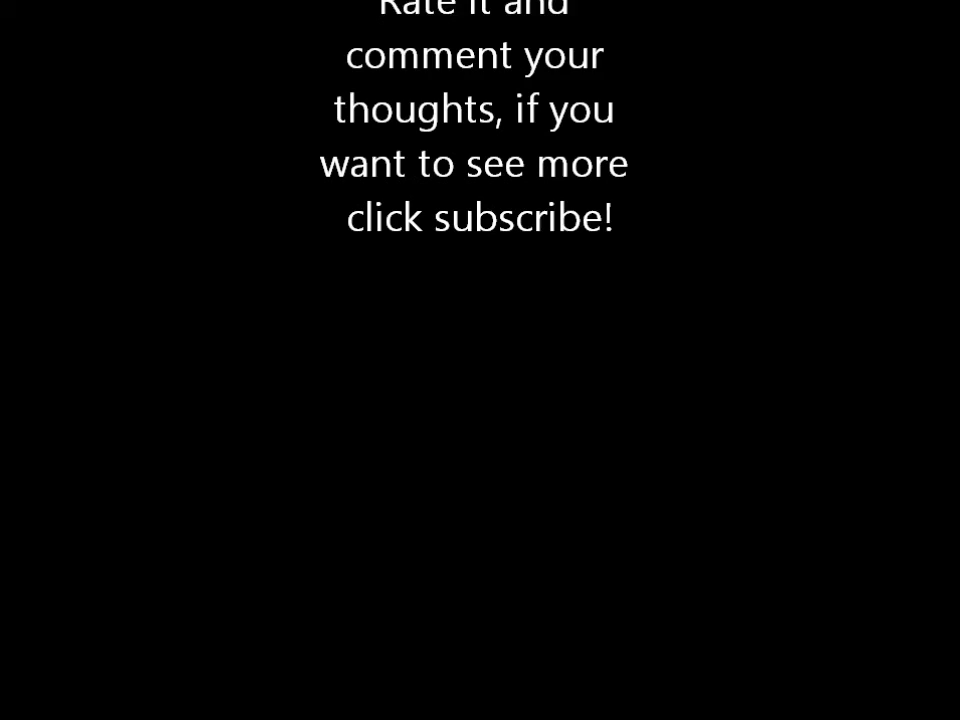 Rate it and
comment your
thoughts, if you
want to see more
click subscribe!